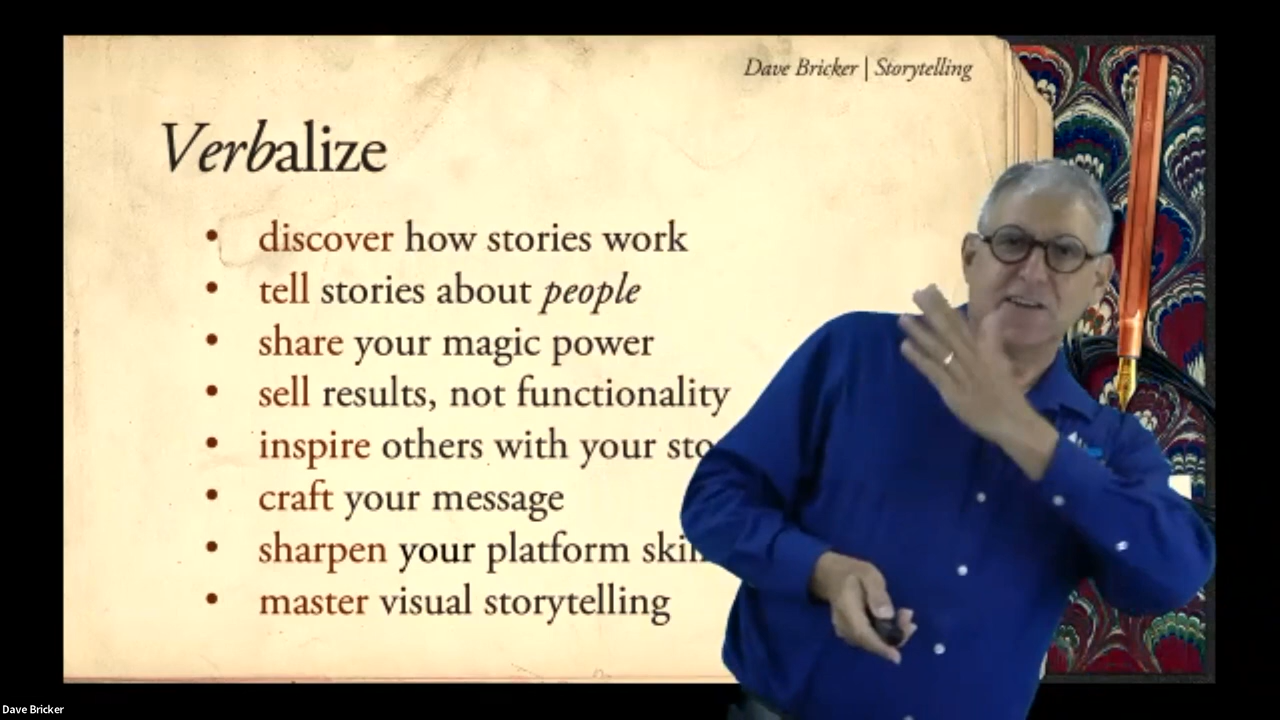 Dave Bricker | Storytelling
Verbalize
• discover how stories work
• tell stories about people
• share your magic power
• sell results, not functionality
• inspire others with your
• craft your message
• sharpen your platform
• master visual storytelling
Dave Bricker